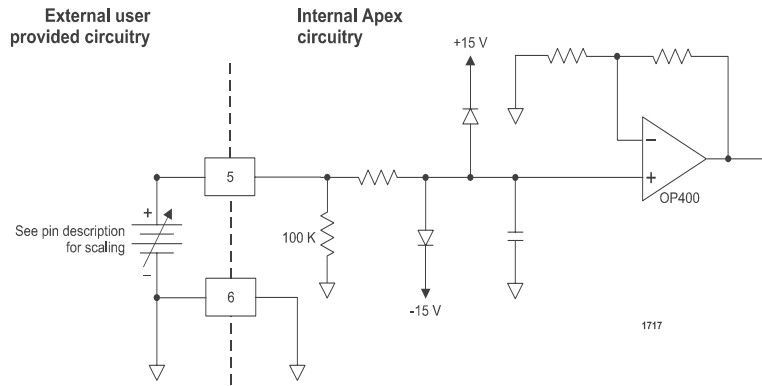 External user
provided circuitry
Internal Apex
circuitry
+15 V
5
−
+
OP400
+
See pin description
for scaling
−
100 K
6
-15 V
1717